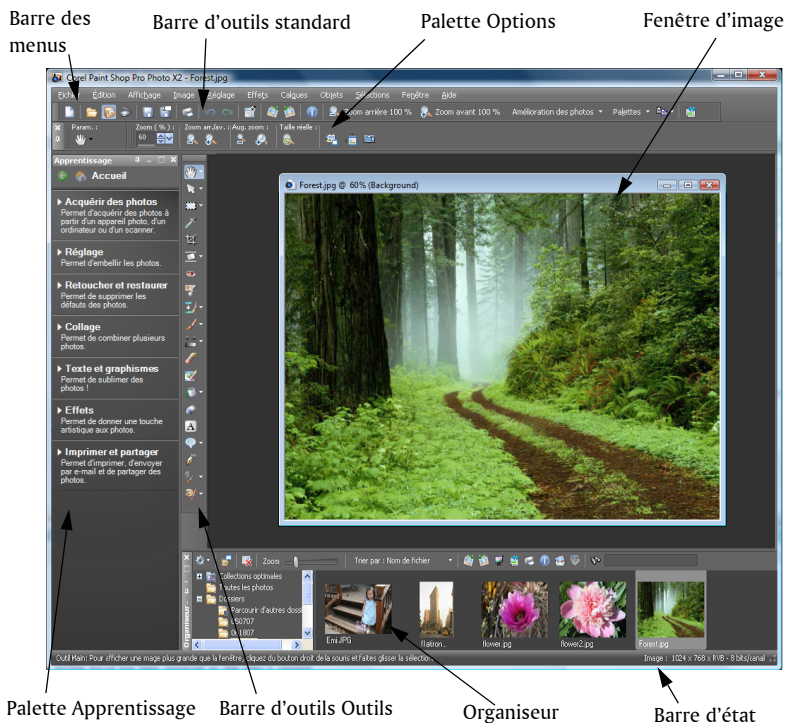 Barre des menus
Barre d'outils standard
Palette Options
Fenêtre d'image
Corel Paint Shop Pro Photo X2 - Forest.jpg
Fichier Édition Affichage Image Réglage Effets Calques Objets Sélections Fenêtre Aide
Zoom arrière 100 % Zoom avant 100 % Amélioration des photos Palettes
Param. : Zoom ( % ) : Zoom arr./av. : Aug. zoom : Taille réelle :
60
Apprentissage
Accueil
Acquérir des photos
Permet d'acquérir des photos à
partir d'un appareil photo, d'un
ordinateur ou d'un scanner.
Réglage
Permet d'embellir les photos.
Retoucher et restaurer
Permet de supprimer les
défauts des photos.
Collage
Permet de combiner plusieurs
photos.
Texte et graphismes
Permet de sublimer des
photos !
Effets
Permet de donner une touche
artistique aux photos.
Imprimer et partager
Permet d'imprimer, d'envoyer
par e-mail et de partager des
photos.
Forest.jpg @ 60% (Background)
A
Zoom
Trier par : Nom de fichier
Organiseur
Collections optimales
Toutes les photos
Dossiers
Parcourir d'autres doss
050707
061807
Emi.JPG
flatiron...
flower.jpg
flower2.jpg
Forest.jpg
Outil Main: Pour afficher une image plus grande que la fenêtre, cliquez du bouton droit de la souris et faites glisser la sélection.
Image : 1024 x 768 x RVB - 8 bits/canal
Palette Apprentissage
Barre d'outils Outils
Organiseur
Barre d'état